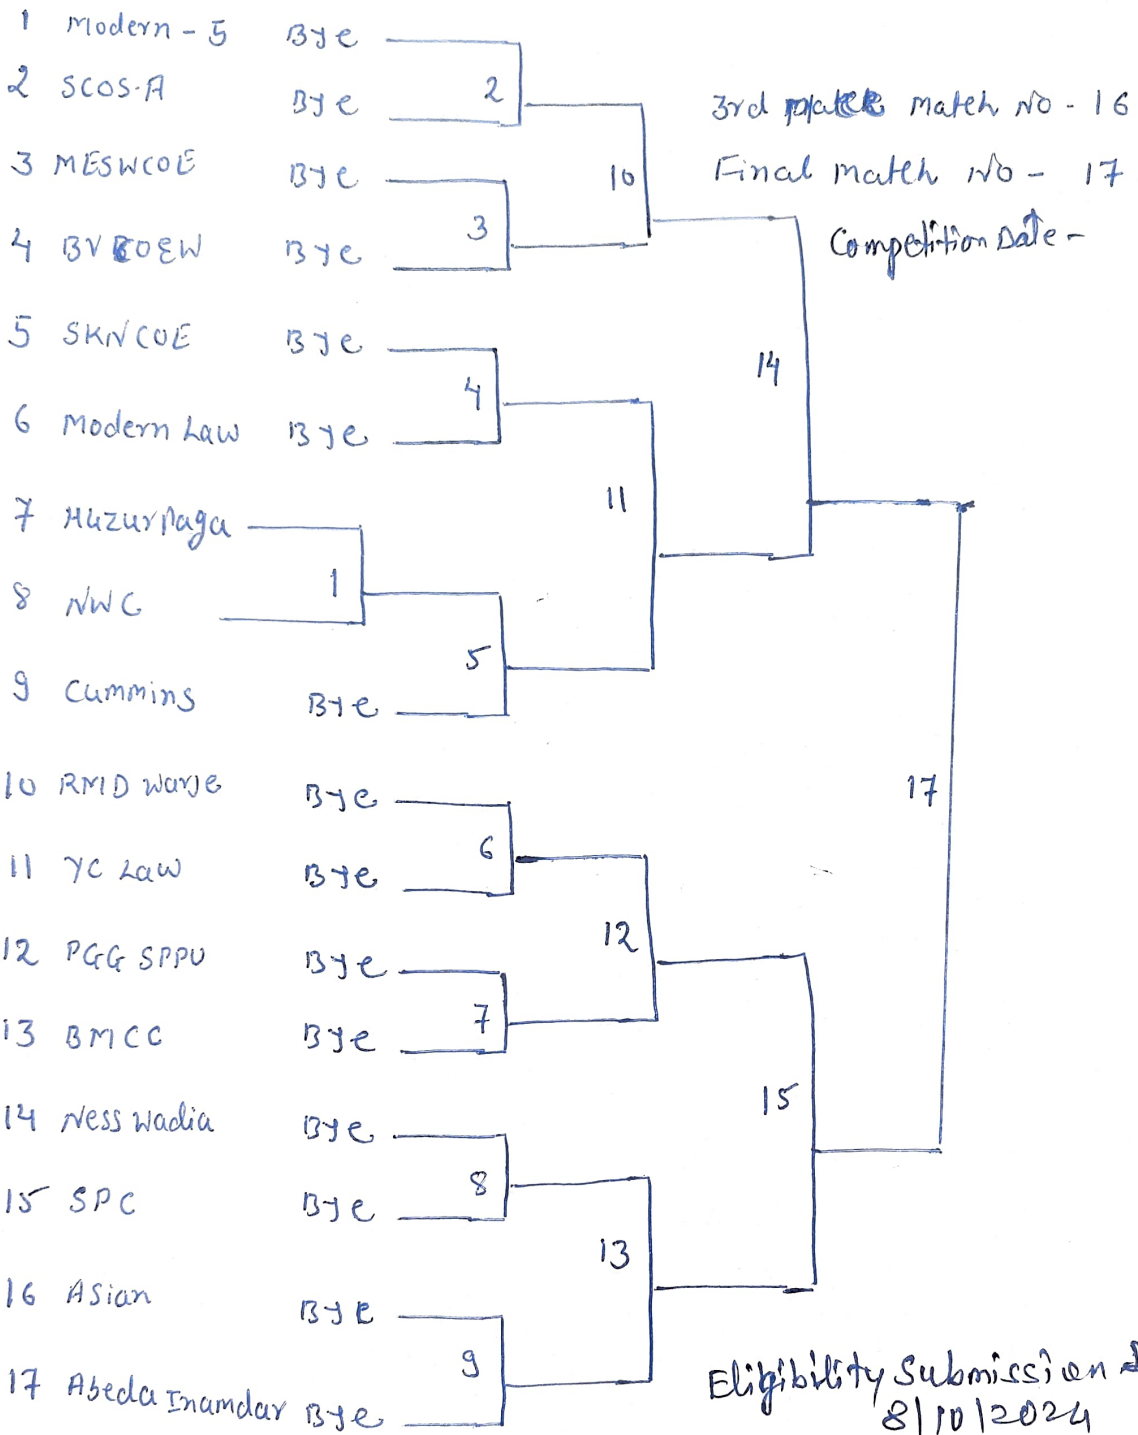 1 Modern - 5 Bye
2 SCOS-A Bye
2
3rd place match No - 16
3 MESWCOE Bye
10
Final match No - 17
3
4 BVCOEW Bye
Competition Date -
5 SKNCOE Bye
14
4
6 Modern Law Bye
11
7 Huzurpaga
1
8 NWC
5
9 Cummins Bye
10 RMD Warje Bye
17
6
11 YC Law Bye
12
12 PGG SPPU Bye
7
13 BMCC Bye
15
14 Ness Wadia Bye
8
15 SPC Bye
13
16 Asian Bye
9
17 Abeda Inamdar Bye
Eligibility Submission
8/10/2024